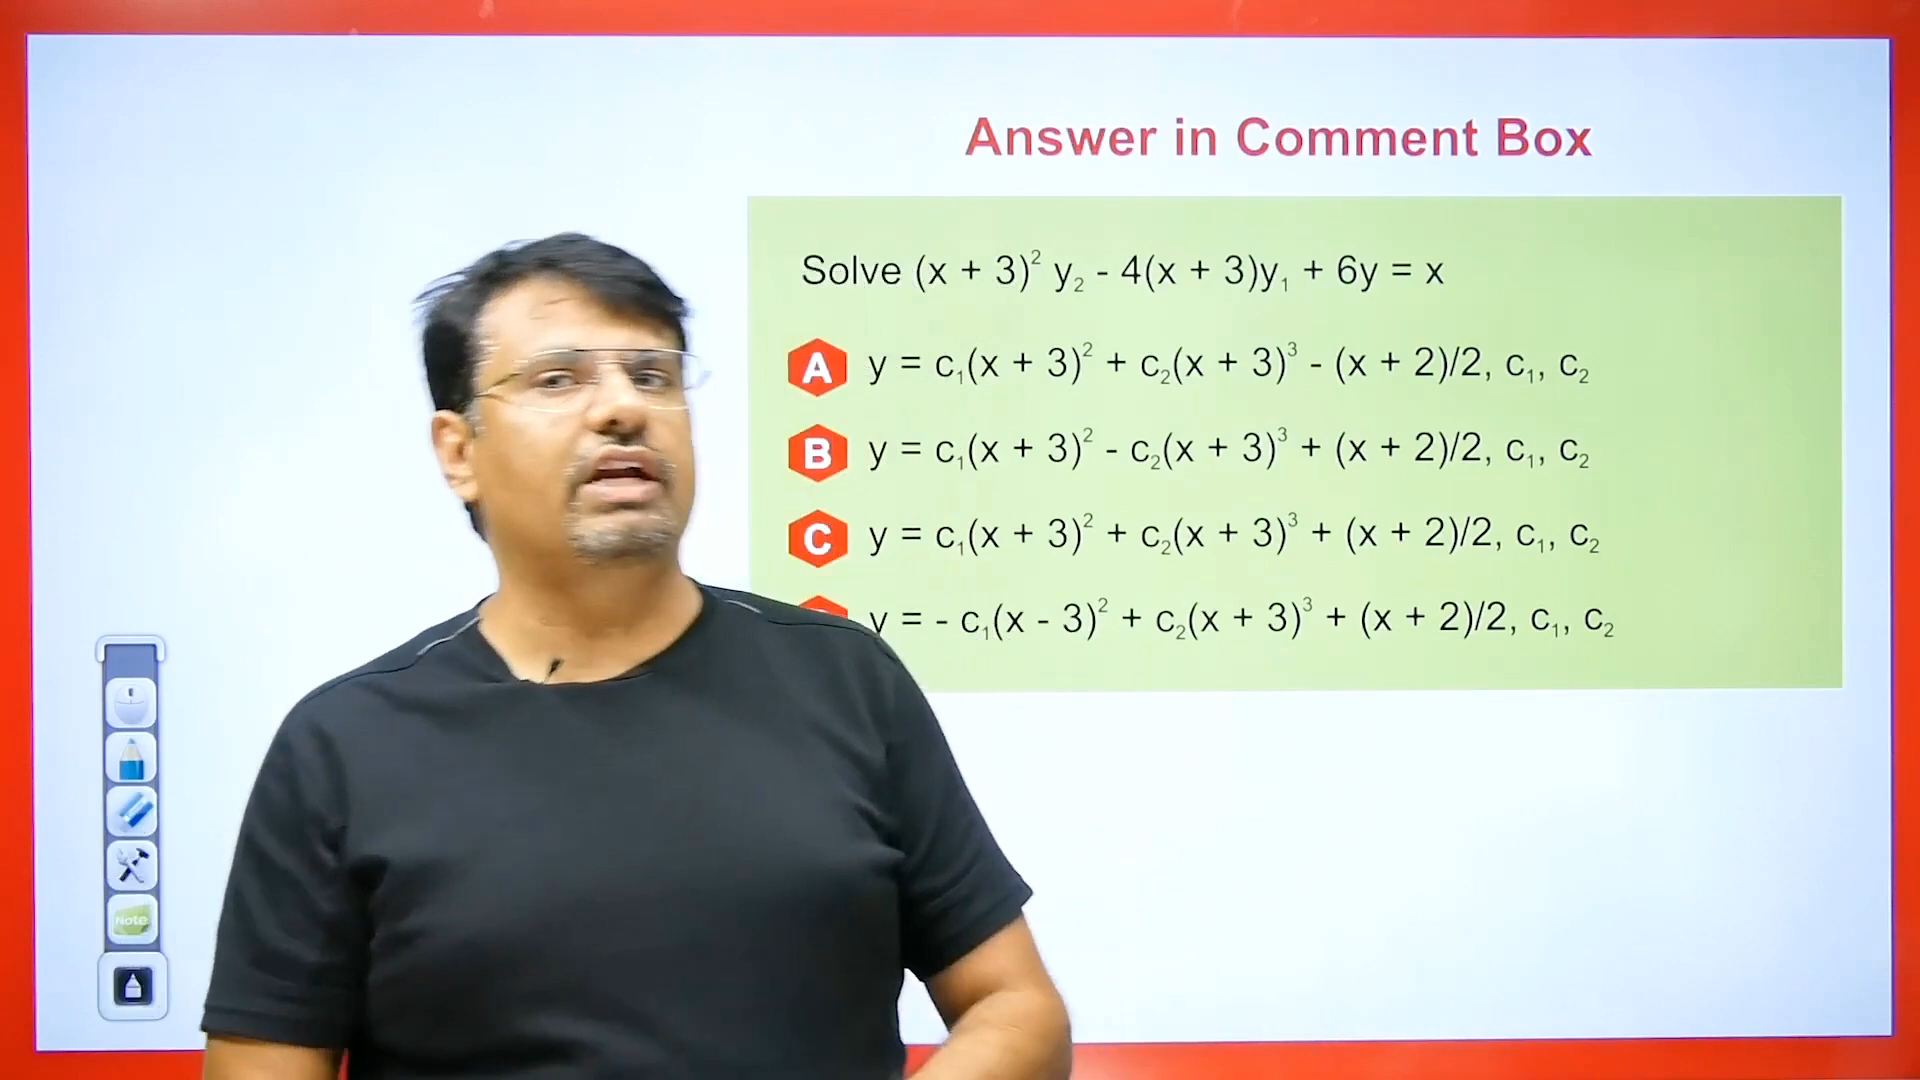 Answer in Comment Box
Solve (x + 3)² y₂ - 4(x + 3)y₁ + 6y = x
A y = c₁(x + 3)² + c₂(x + 3)³ - (x + 2)/2, c₁, c₂
B y = c₁(x + 3)² - c₂(x + 3)³ + (x + 2)/2, c₁, c₂
C y = c₁(x + 3)² + c₂(x + 3)³ + (x + 2)/2, c₁, c₂
y = - c₁(x - 3)² + c₂(x + 3)³ + (x + 2)/2, c₁, c₂
Note